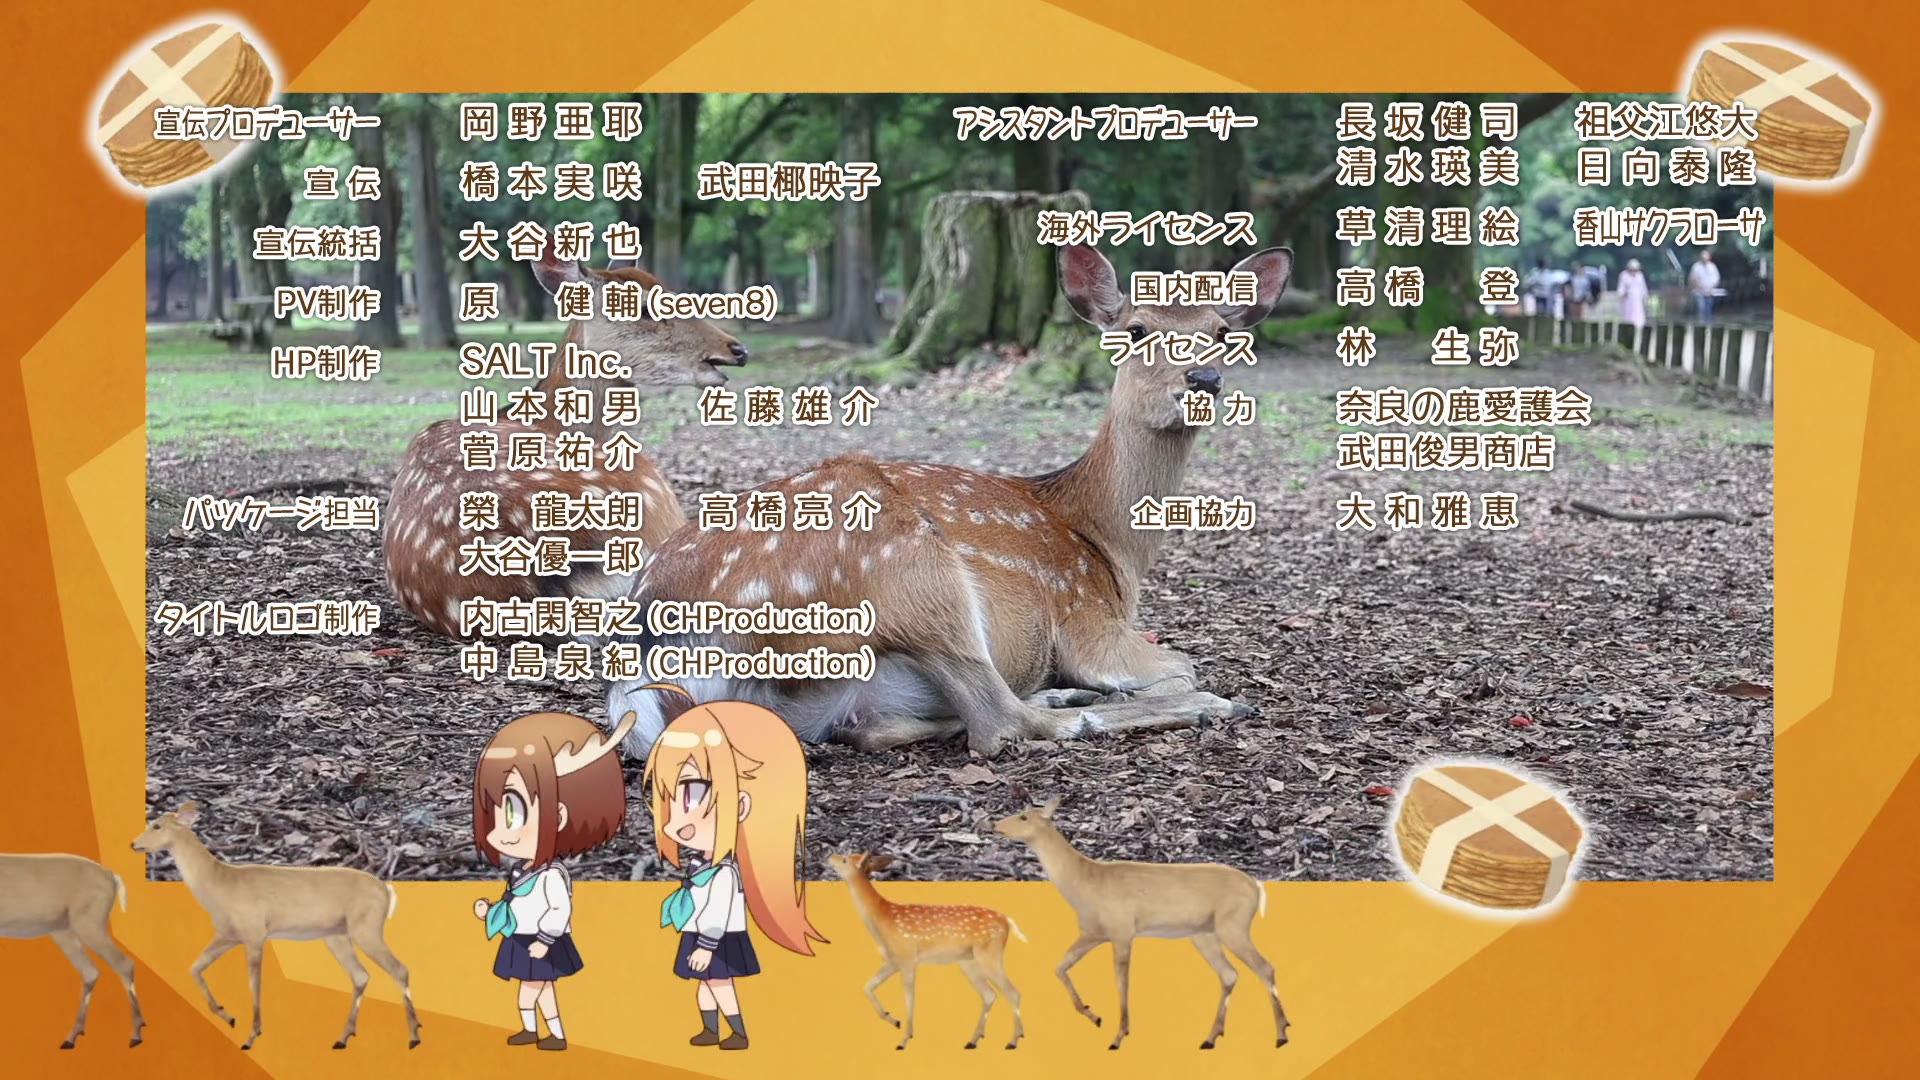 宣伝プロデューサー 岡野亜耶
宣伝 橋本実咲 武田椰映子
宣伝統括 大谷新也
PV制作 原 健輔(seven8)
HP制作 SALT Inc.
山本和男 佐藤雄介
菅原祐介
パッケージ担当 榮 龍太朗 高橋亮介
大谷優一郎
タイトルロゴ制作 内古閑智之(CHProduction)
中島泉紀(CHProduction)
アシスタントプロデューサー 長坂健司 祖父江悠大
清水瑛美 日向泰隆
海外ライセンス 草清理絵 香山サクラローサ
国内配信 高橋 登
ライセンス 林 生弥
協力 奈良の鹿愛護会
武田俊男商店
企画協力 大和雅恵